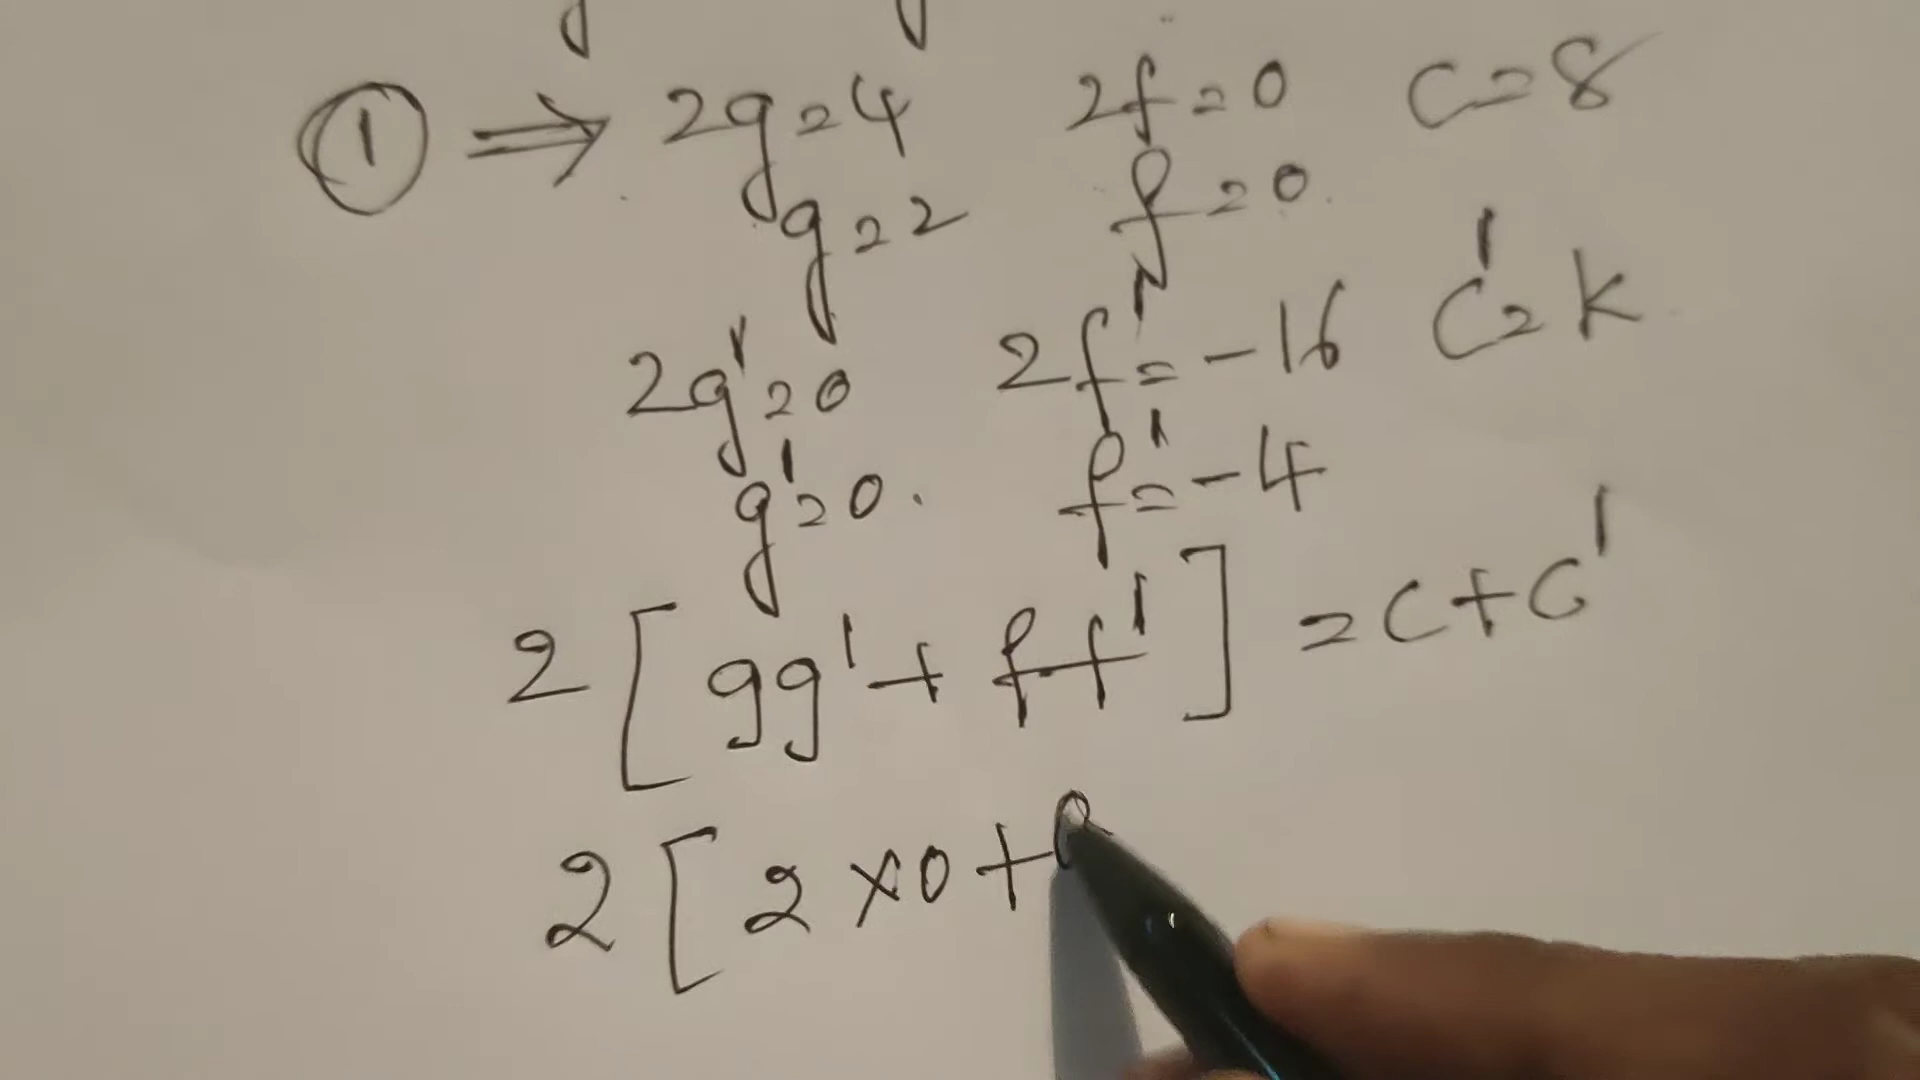 ① ⇒ 2g=4 2f=0 c=8
g=2 f=0
2g'=0 2f'=-16 c'=k
g'=0. f'=-4
2[gg'+ff']=c+c'
2[2×0+0